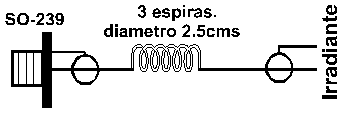 SO-239
3 espiras.
diametro 2.5cms
Irradiante